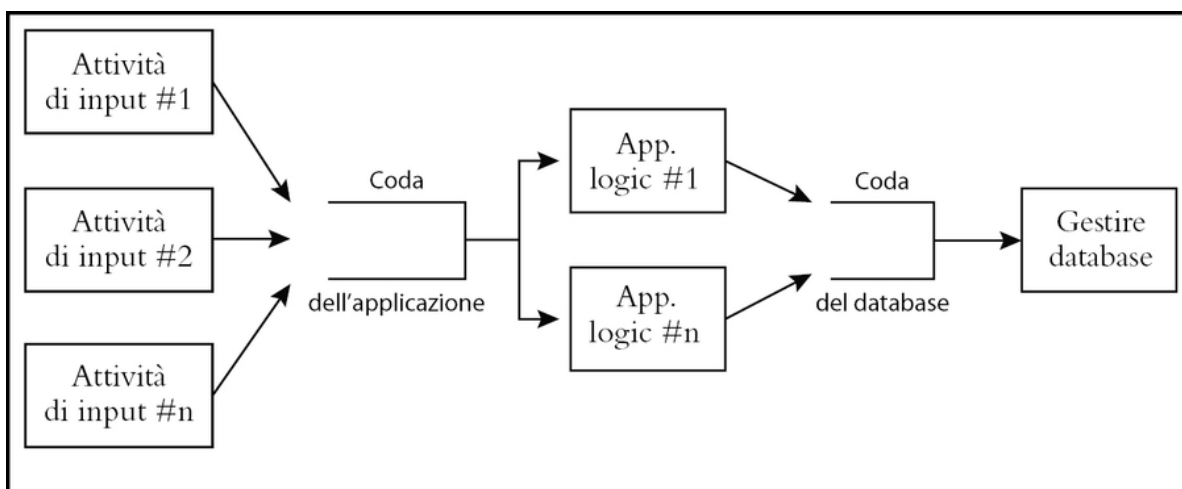 Attività
di input #1
Attività
di input #2
Attività
di input #n
Coda
dell'applicazione
App.
logic #1
App.
logic #n
Coda
del database
Gestire
database